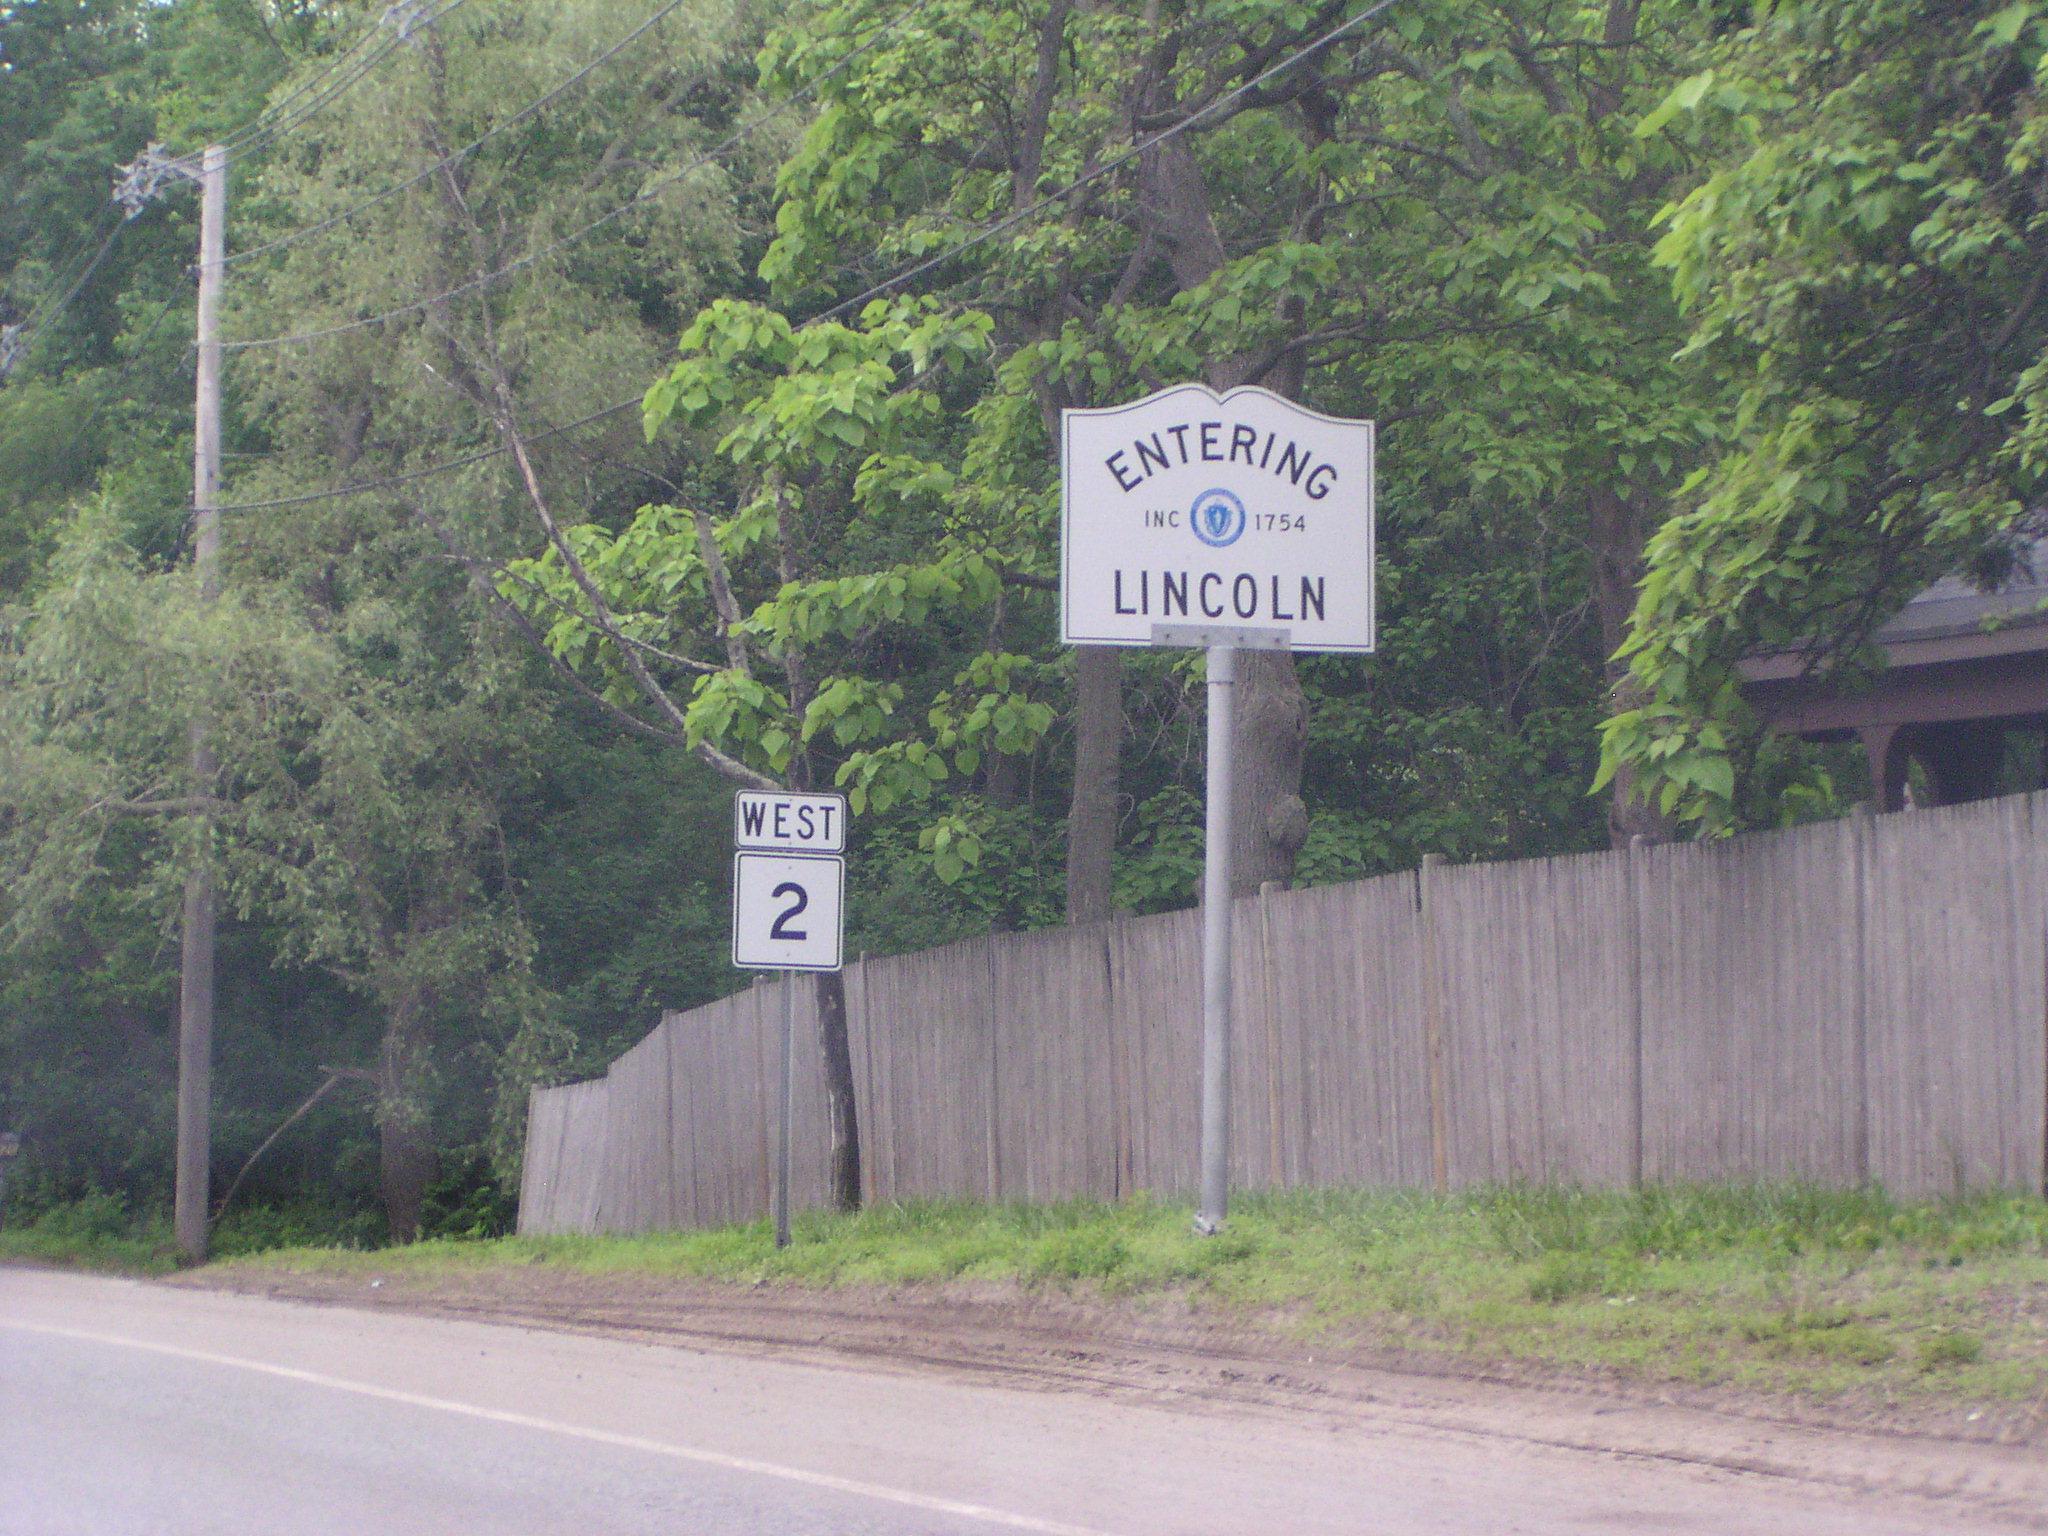 ENTERING
INC 1754
LINCOLN
WEST
2